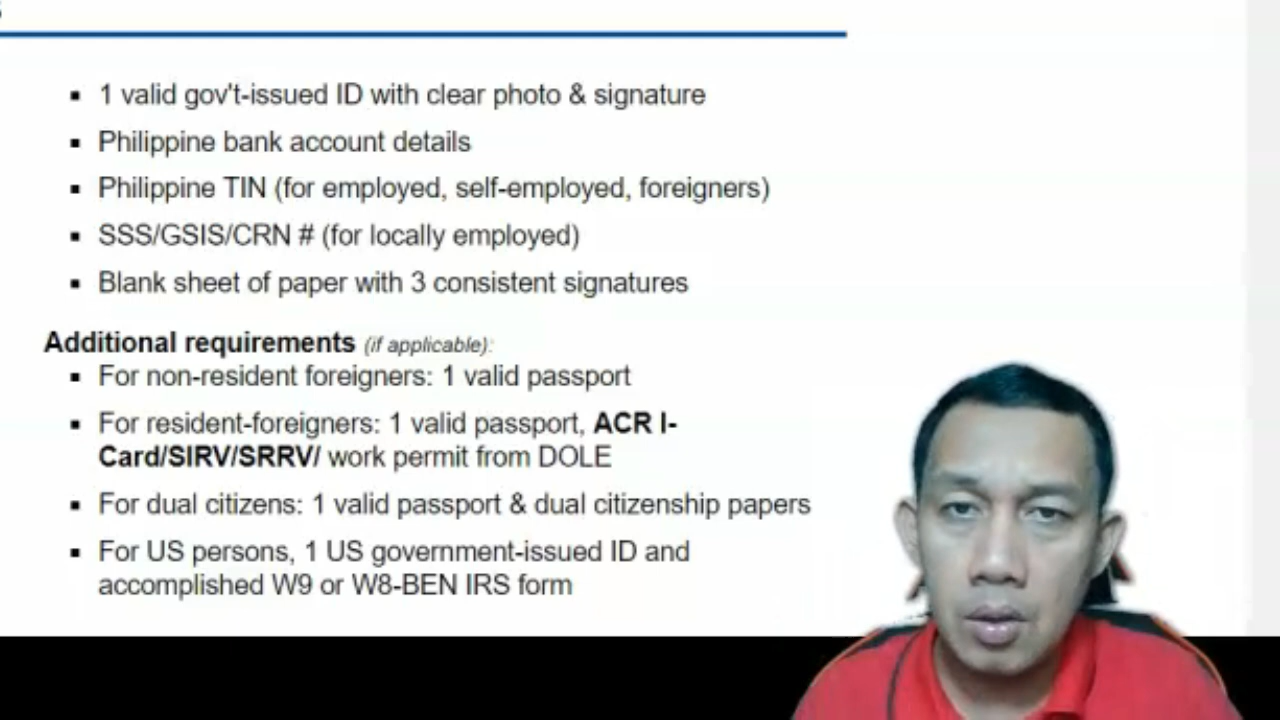 1 valid gov't-issued ID with clear photo & signature
Philippine bank account details
Philippine TIN (for employed, self-employed, foreigners)
SSS/GSIS/CRN # (for locally employed)
Blank sheet of paper with 3 consistent signatures
Additional requirements (if applicable):
For non-resident foreigners: 1 valid passport
For resident-foreigners: 1 valid passport, ACR I-
Card/SIRV/SRRV/ work permit from DOLE
For dual citizens: 1 valid passport & dual citizenship papers
For US persons, 1 US government-issued ID and
accomplished W9 or W8-BEN IRS form